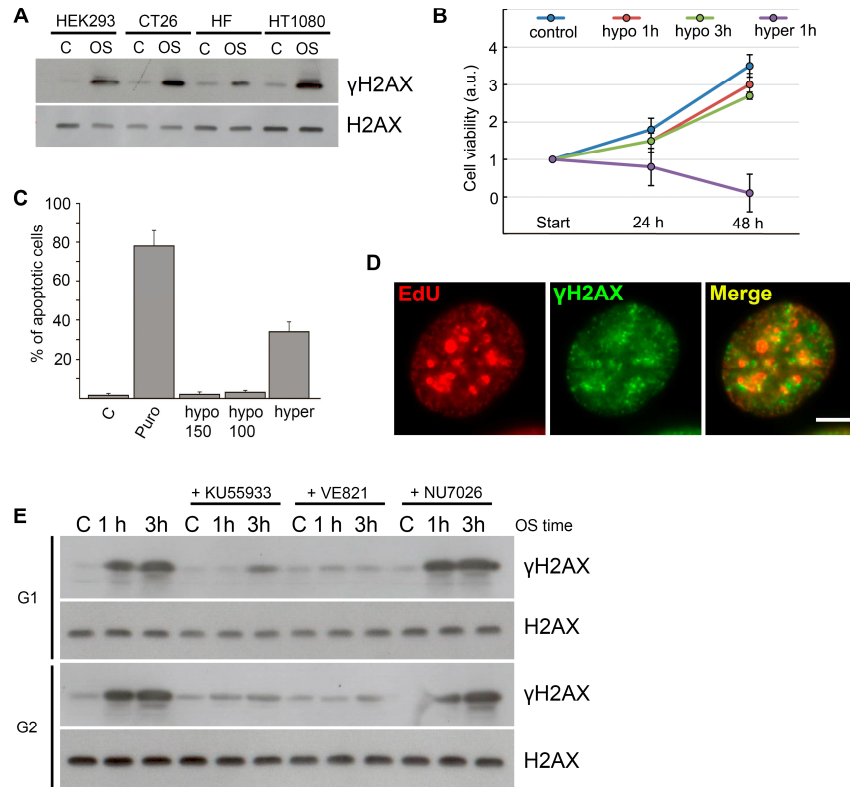 A
HEK293 CT26 HF HT1080
C OS C OS C OS C OS
γH2AX
H2AX
B
control hypo 1h hypo 3h hyper 1h
Cell viability (a.u.)
4
3
2
1
0
Start 24 h 48 h
C
% of apoptotic cells
100
80
60
40
20
C Puro hypo 150 hypo 100 hyper
D
EdU γH2AX Merge
E
+ KU55933 + VE821 + NU7026
C 1 h 3h C 1h 3h C 1 h 3h C 1h 3h OS time
G1
γH2AX
H2AX
G2
γH2AX
H2AX